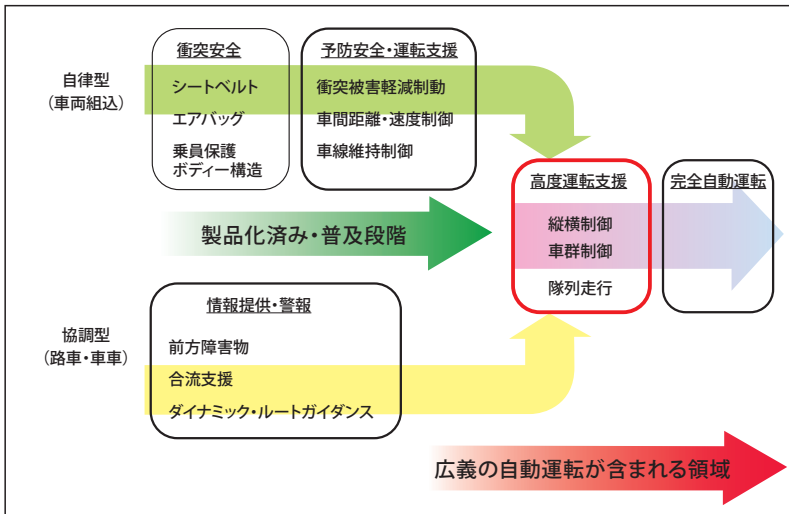 衝突安全
予防安全・運転支援
自律型
（車両組込）
シートベルト
衝突被害軽減制動
エアバッグ
車間距離・速度制御
乗員保護
ボディー構造
車線維持制御
高度運転支援
完全自動運転
縦横制御
車群制御
隊列走行
製品化済み・普及段階
情報提供・警報
協調型
（路車・車車）
前方障害物
合流支援
ダイナミック・ルートガイダンス
広義の自動運転が含まれる領域